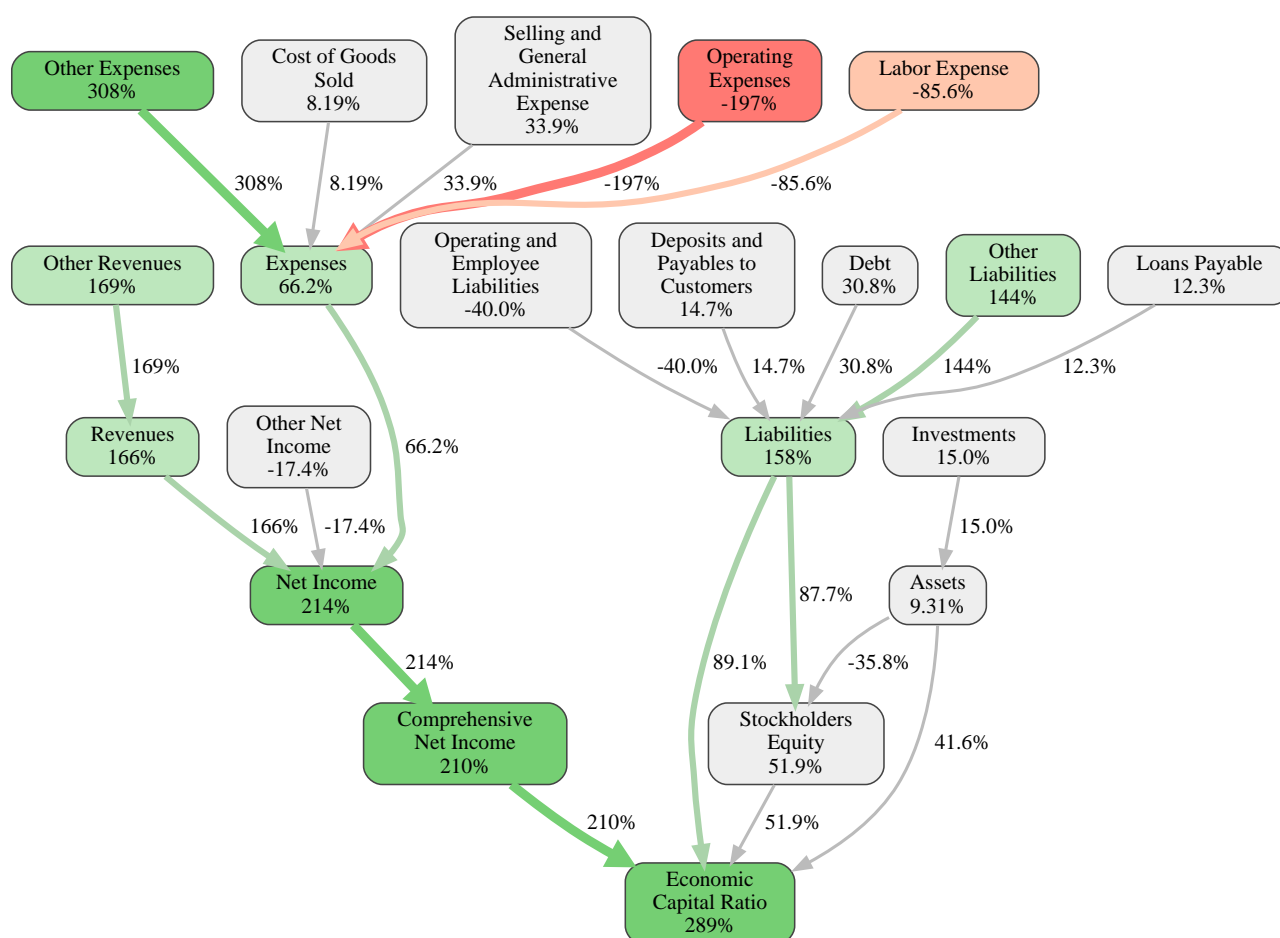 Other Expenses
308%
Cost of Goods
Sold
8.19%
Selling and
General
Administrative
Expense
33.9%
Operating
Expenses
-197%
Labor Expense
-85.6%
308%
8.19%
33.9%
-197%
-85.6%
Other Revenues
169%
Expenses
66.2%
Operating and
Employee
Liabilities
-40.0%
Deposits and
Payables to
Customers
14.7%
Debt
30.8%
Other
Liabilities
144%
Loans Payable
12.3%
169%
-40.0%
14.7%
30.8%
144%
12.3%
Revenues
166%
Other Net
Income
-17.4%
66.2%
Liabilities
158%
Investments
15.0%
166%
-17.4%
15.0%
Net Income
214%
87.7%
Assets
9.31%
214%
89.1%
-35.8%
Comprehensive
Net Income
210%
Stockholders
Equity
51.9%
41.6%
210%
51.9%
Economic
Capital Ratio
289%